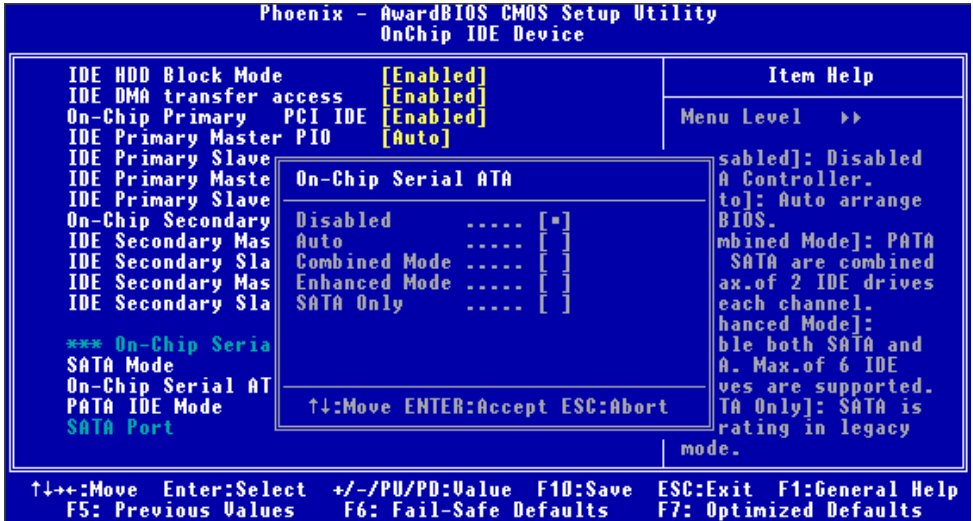 Phoenix - AwardBIOS CMOS Setup Utility
OnChip IDE Device
IDE HDD Block Mode [Enabled]
IDE DMA transfer access [Enabled]
On-Chip Primary PCI IDE [Enabled]
IDE Primary Master PIO [Auto]
IDE Primary Slave
IDE Primary Maste
IDE Primary Slave
On-Chip Secondary
IDE Secondary Mas
IDE Secondary Sla
IDE Secondary Mas
IDE Secondary Sla
*** On-Chip Seria
SATA Mode
On-Chip Serial AT
PATA IDE Mode
SATA Port
On-Chip Serial ATA
Disabled ..... [▪]
Auto ..... [ ]
Combined Mode ..... [ ]
Enhanced Mode ..... [ ]
SATA Only ..... [ ]
↑↓:Move ENTER:Accept ESC:Abort
Item Help
Menu Level ▸▸
sabled]: Disabled
A Controller.
to]: Auto arrange
BIOS.
mbined Mode]: PATA
SATA are combined
ax.of 2 IDE drives
each channel.
hanced Mode]:
ble both SATA and
A. Max.of 6 IDE
ves are supported.
TA Only]: SATA is
rating in legacy
mode.
↑↓→←:Move Enter:Select +/-/PU/PD:Value F10:Save ESC:Exit F1:General Help
F5: Previous Values F6: Fail-Safe Defaults F7: Optimized Defaults